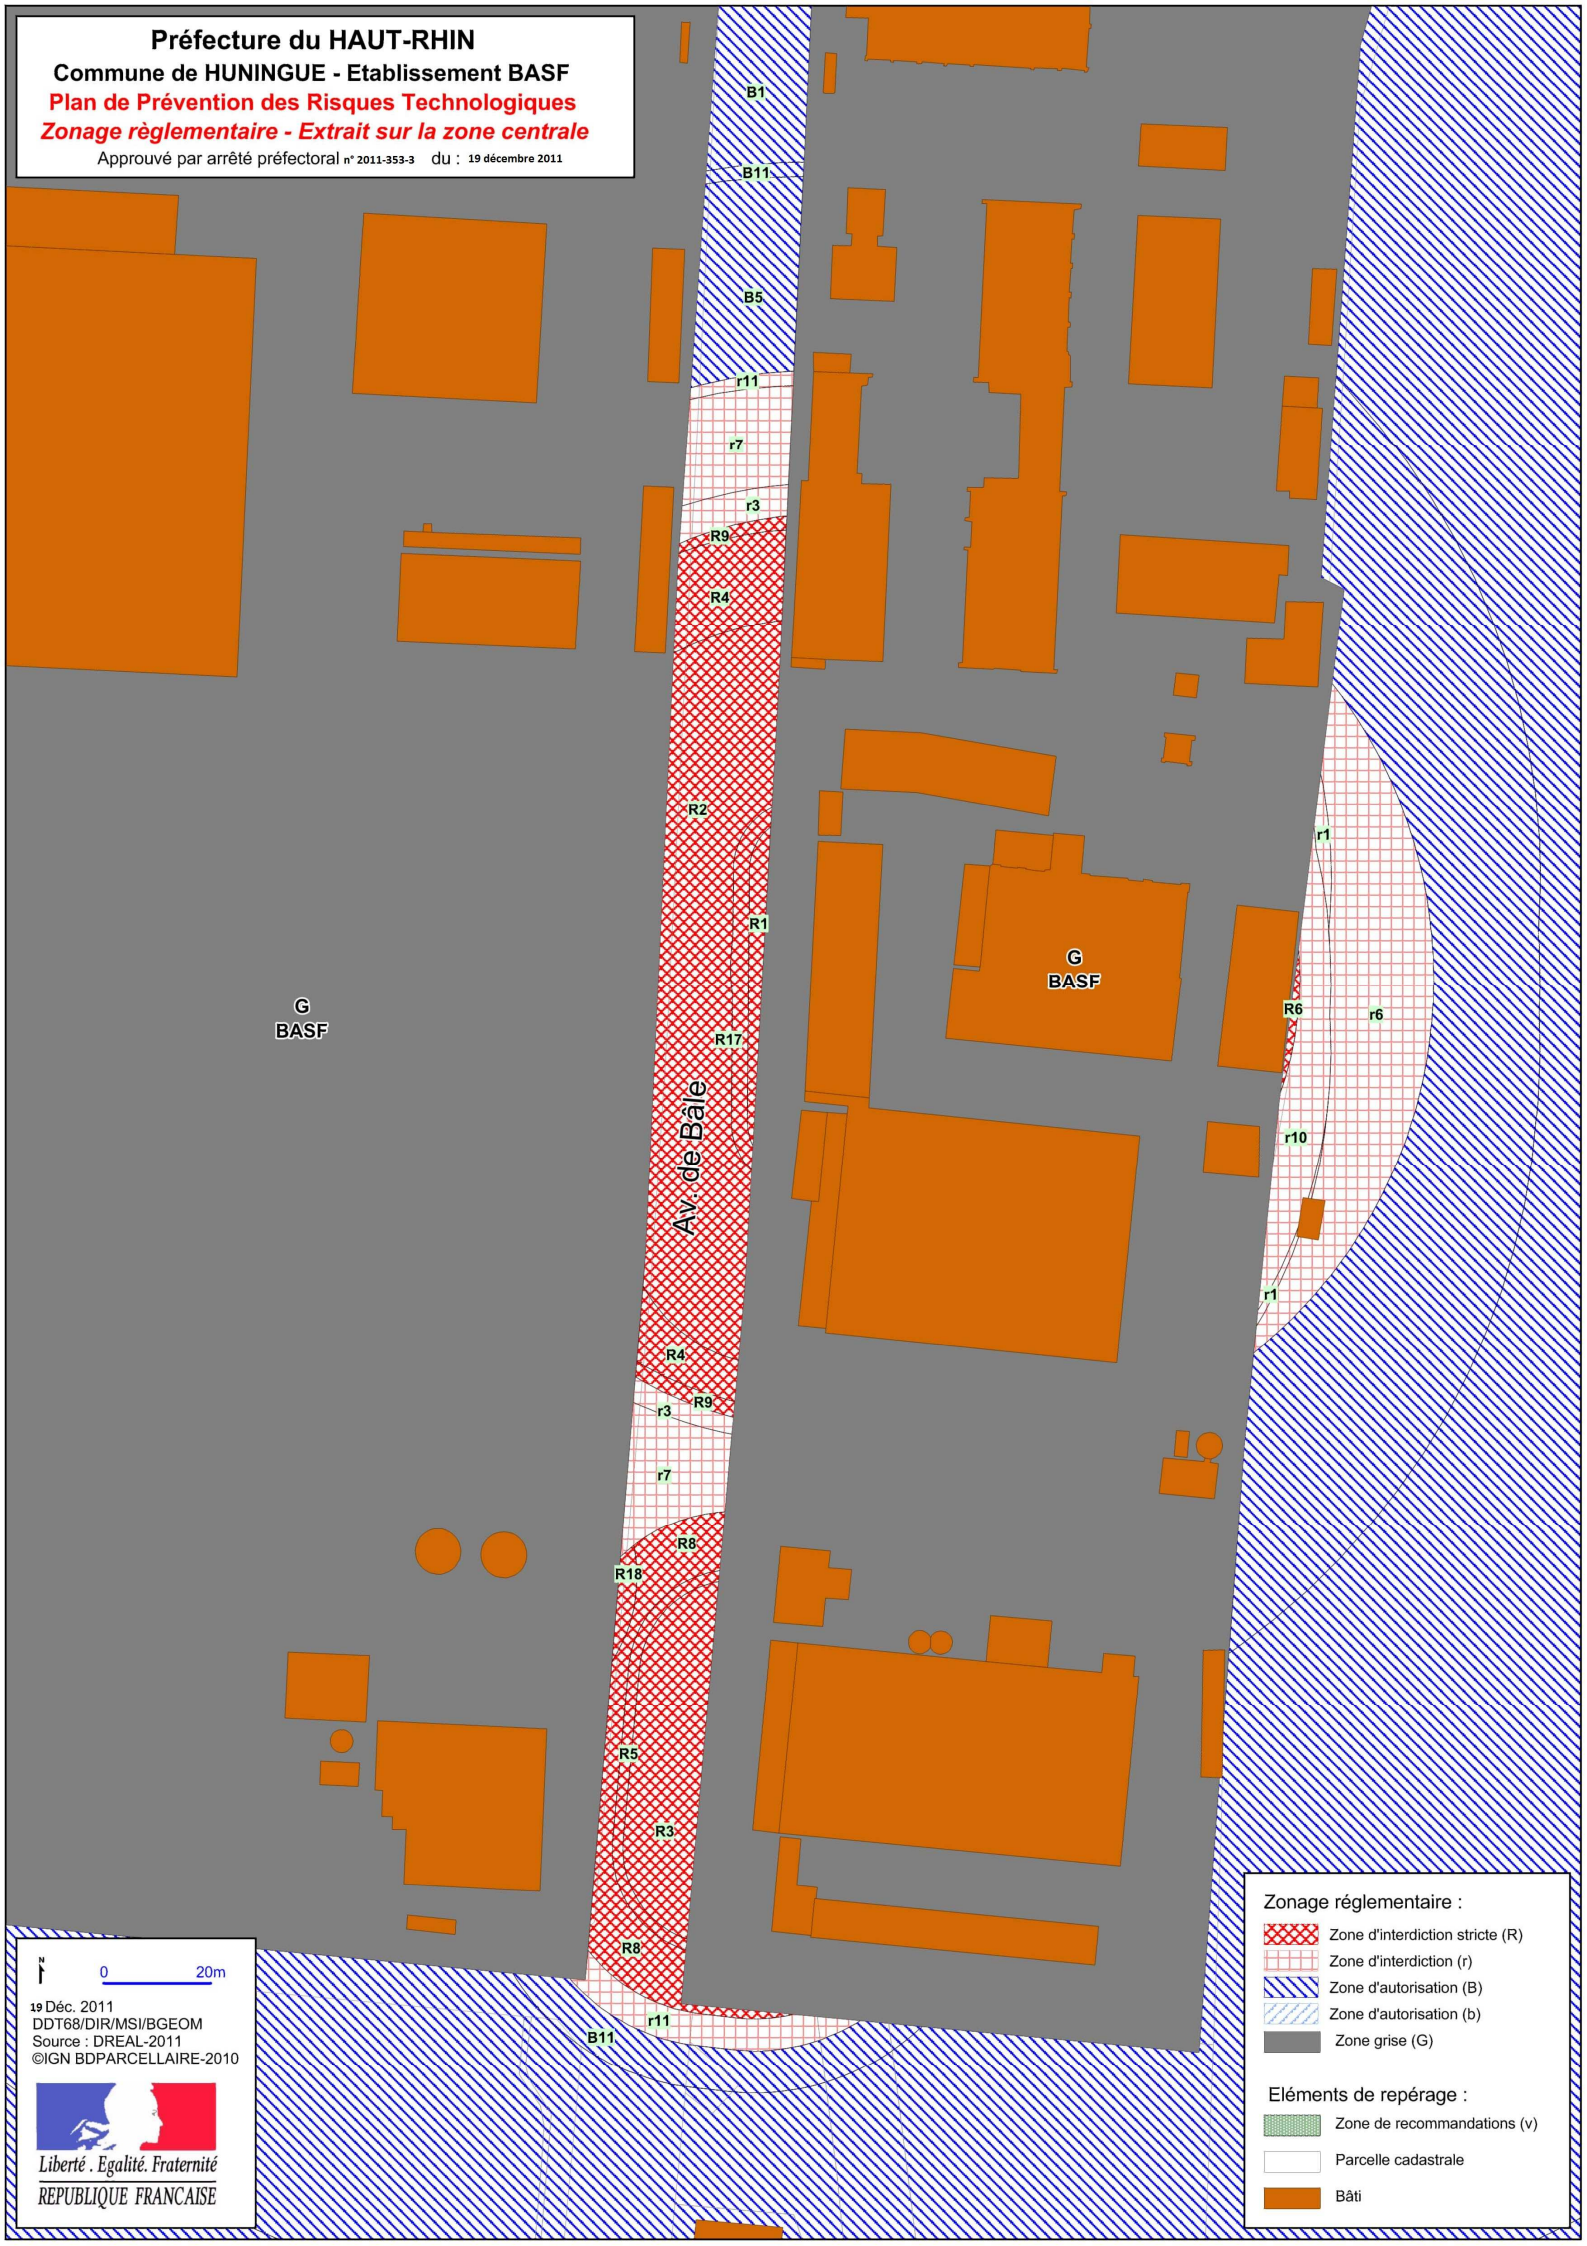 Préfecture du HAUT-RHIN
Commune de HUNINGUE - Etablissement BASF
Plan de Prévention des Risques Technologiques
Zonage règlementaire - Extrait sur la zone centrale
Approuvé par arrêté préfectoral n° 2011-353-3 du : 19 décembre 2011
B1
B11
B5
r11
r7
r3
R9
R4
R2
r1
R1
G
BASF
G
BASF
R6
r6
R17
Av. de Bâle
r10
r1
R4
R9
r3
r7
R8
R18
R5
R3
R8
r11
B11
N
0 20m
19 Déc. 2011
DDT68/DIR/MSI/BGEOM
Source : DREAL-2011
©IGN BDPARCELLAIRE-2010
Liberté . Egalité. Fraternité
REPUBLIQUE FRANCAISE
Zonage réglementaire :
Zone d'interdiction stricte (R)
Zone d'interdiction (r)
Zone d'autorisation (B)
Zone d'autorisation (b)
Zone grise (G)
Eléments de repérage :
Zone de recommandations (v)
Parcelle cadastrale
Bâti